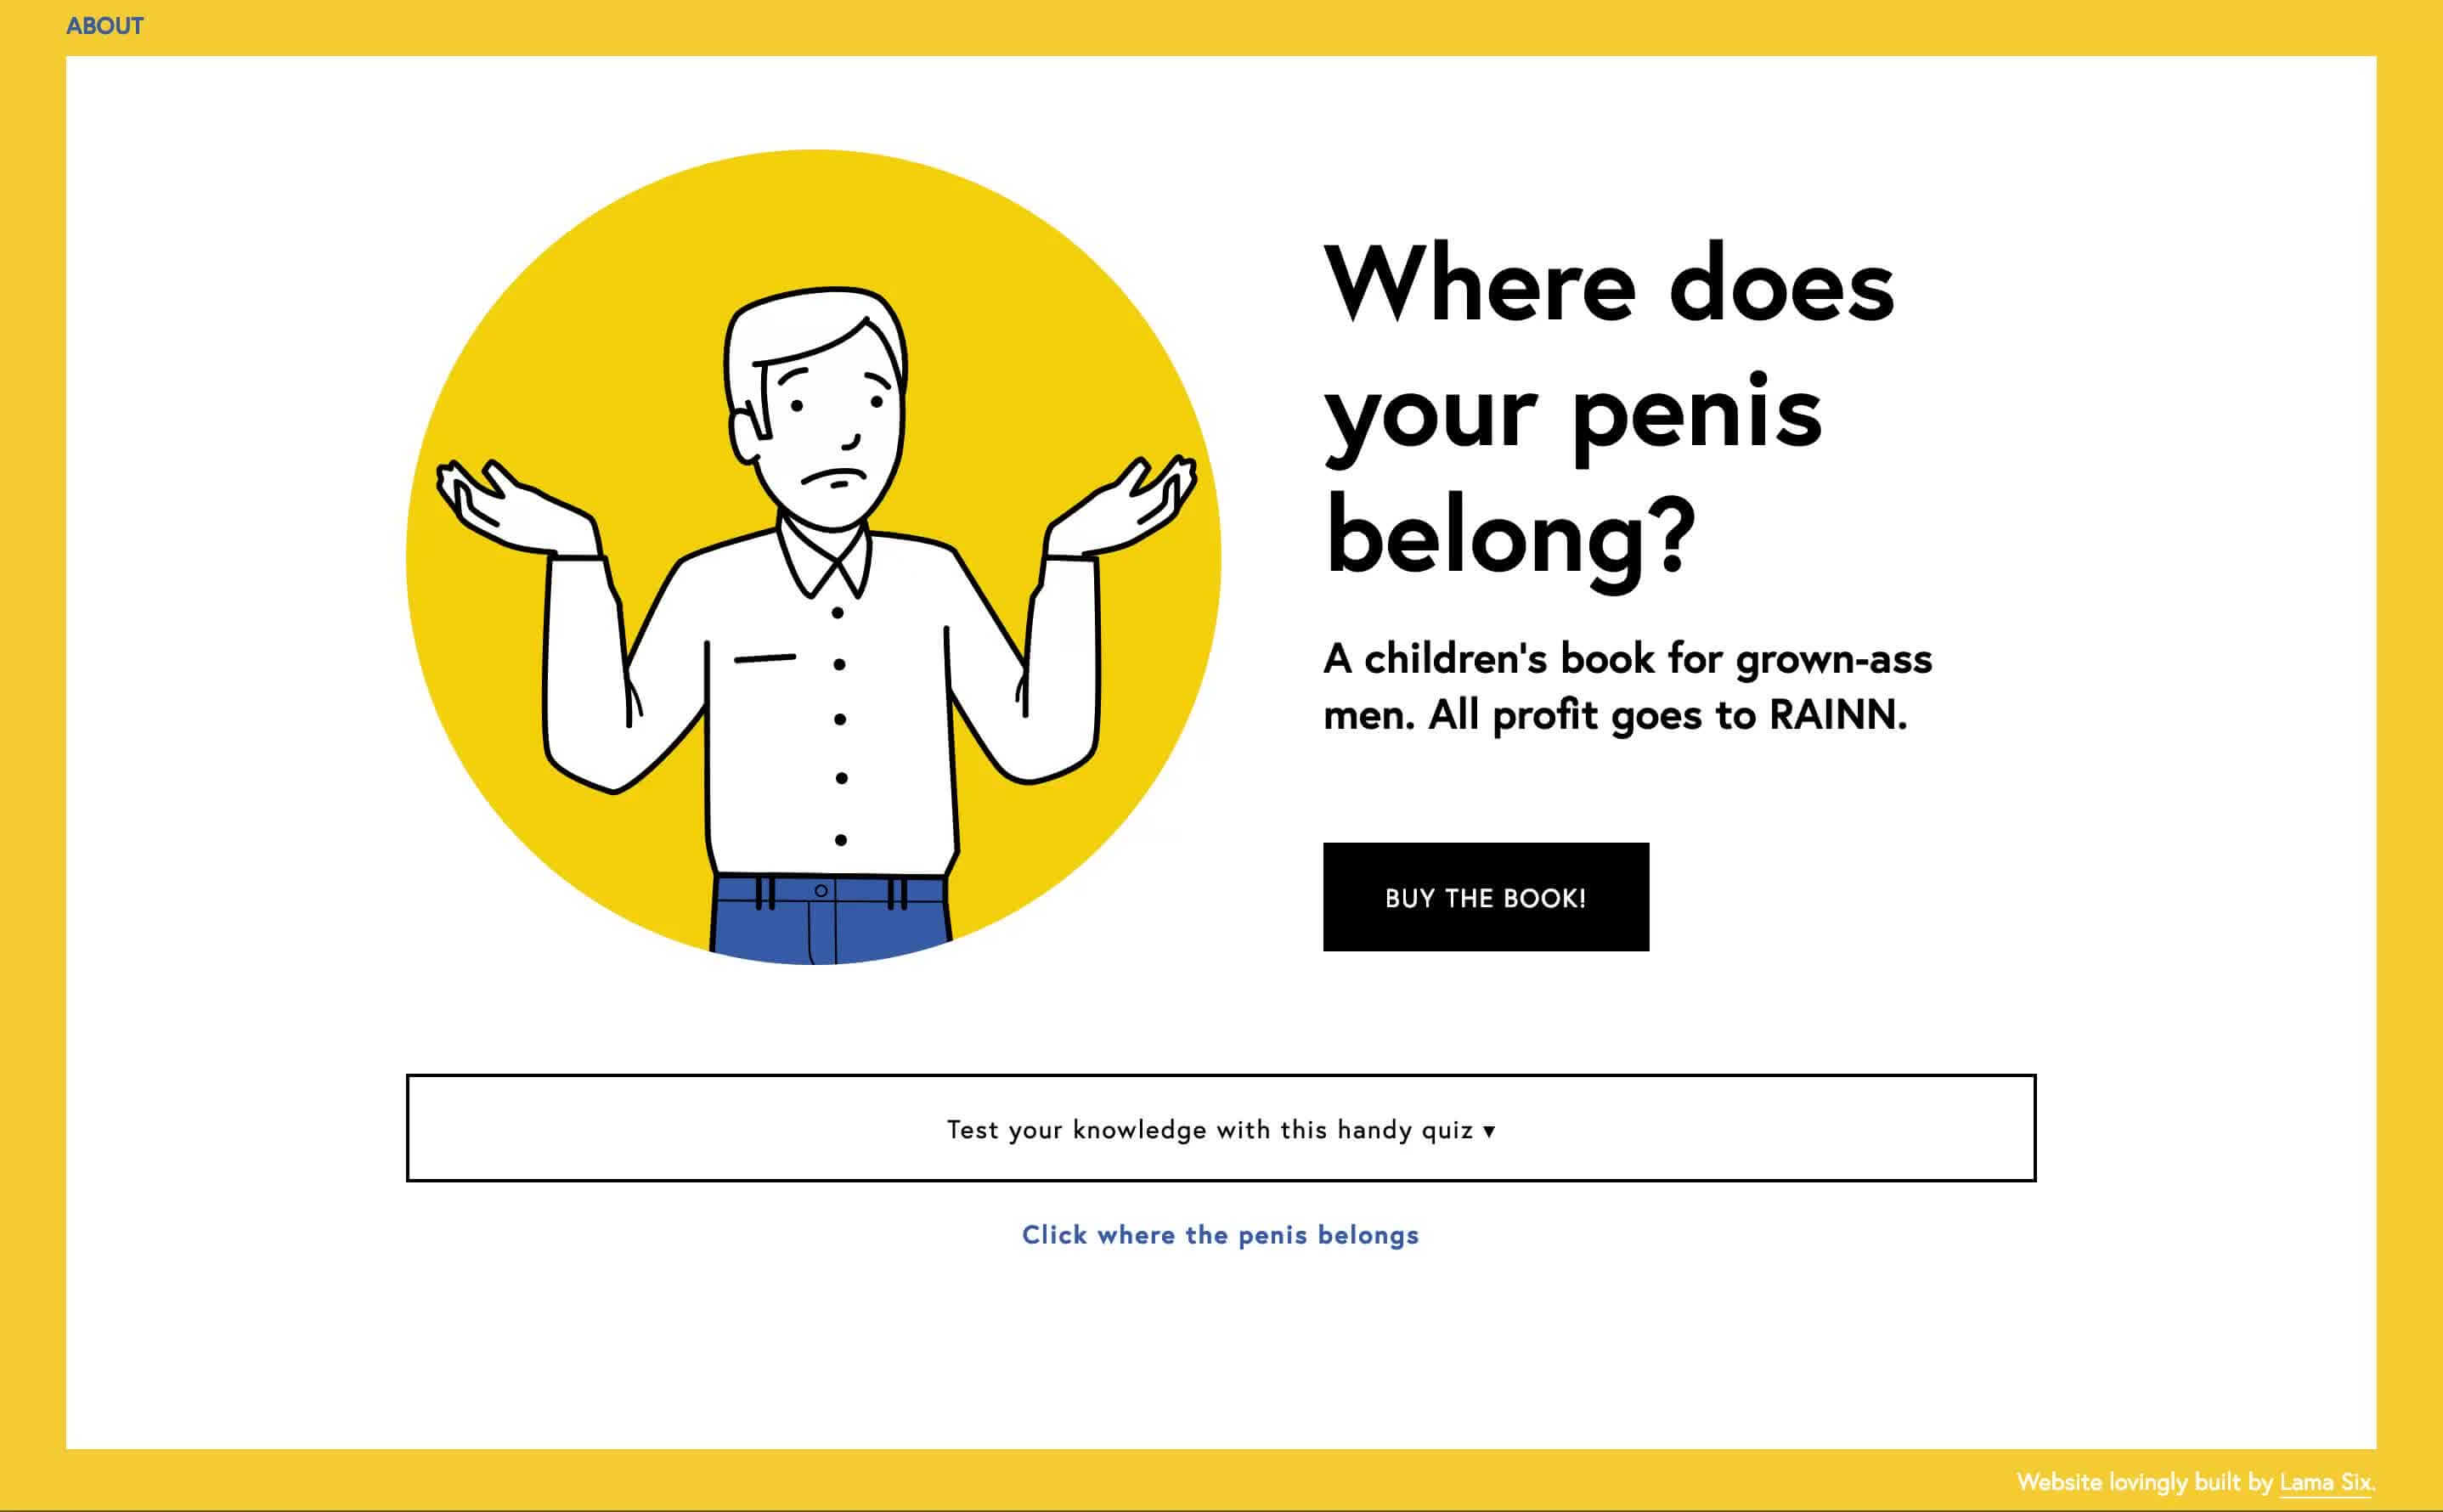 ABOUT
Where does
your penis
belong?
A children's book for grown-ass
men. All profit goes to RAINN.
BUY THE BOOK!
Test your knowledge with this handy quiz ▾
Click where the penis belongs
Website lovingly built by Lama Six.